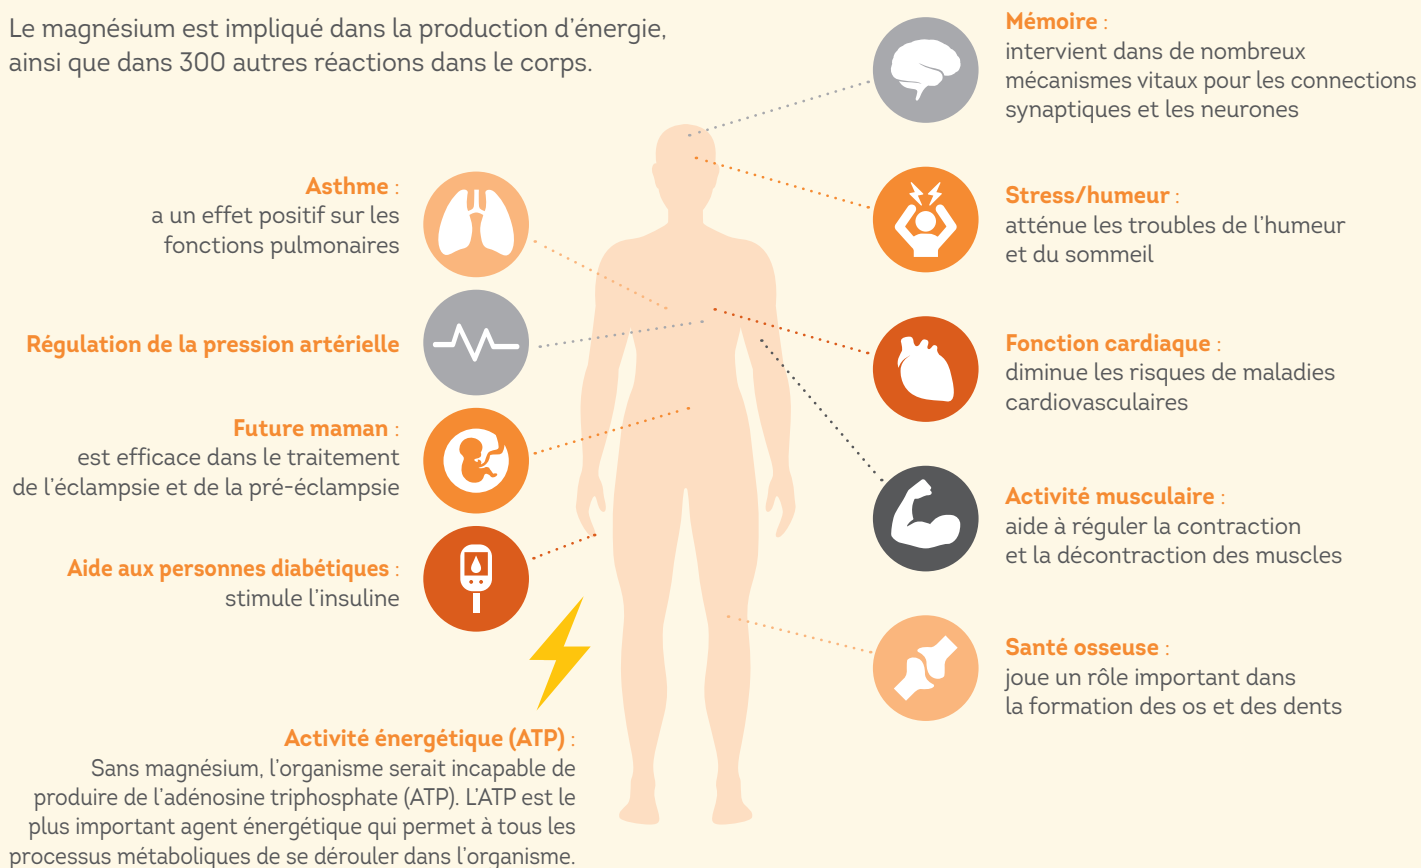 Le magnésium est impliqué dans la production d’énergie,
ainsi que dans 300 autres réactions dans le corps.
Asthme :
a un effet positif sur les
fonctions pulmonaires
Régulation de la pression artérielle
Future maman :
est efficace dans le traitement
de l’éclampsie et de la pré-éclampsie
Aide aux personnes diabétiques :
stimule l’insuline
Activité énergétique (ATP) :
Sans magnésium, l’organisme serait incapable de
produire de l’adénosine triphosphate (ATP). L’ATP est le
plus important agent énergétique qui permet à tous les
processus métaboliques de se dérouler dans l’organisme.
Mémoire :
intervient dans de nombreux
mécanismes vitaux pour les connections
synaptiques et les neurones
Stress/humeur :
atténue les troubles de l’humeur
et du sommeil
Fonction cardiaque :
diminue les risques de maladies
cardiovasculaires
Activité musculaire :
aide à réguler la contraction
et la décontraction des muscles
Santé osseuse :
joue un rôle important dans
la formation des os et des dents